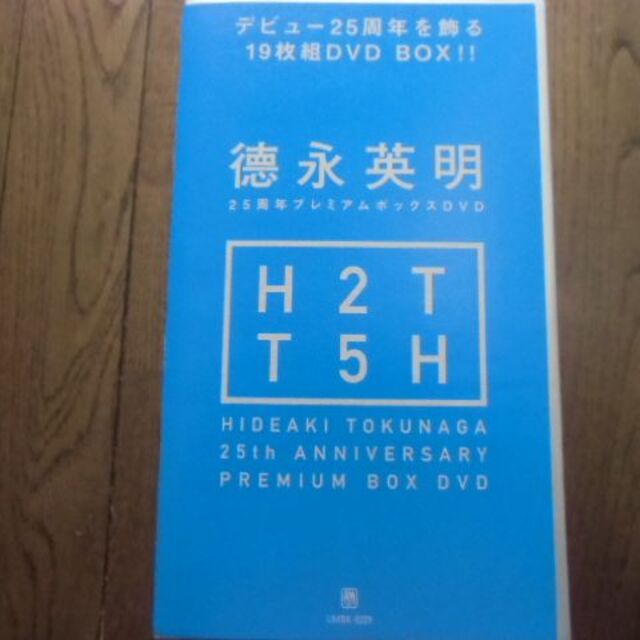 デビュー25周年を飾る
19枚組DVD BOX!!
德永英明
25周年プレミアムボックスDVD
H 2 T
T 5 H
HIDEAKI TOKUNAGA
25th ANNIVERSARY
PREMIUM BOX DVD